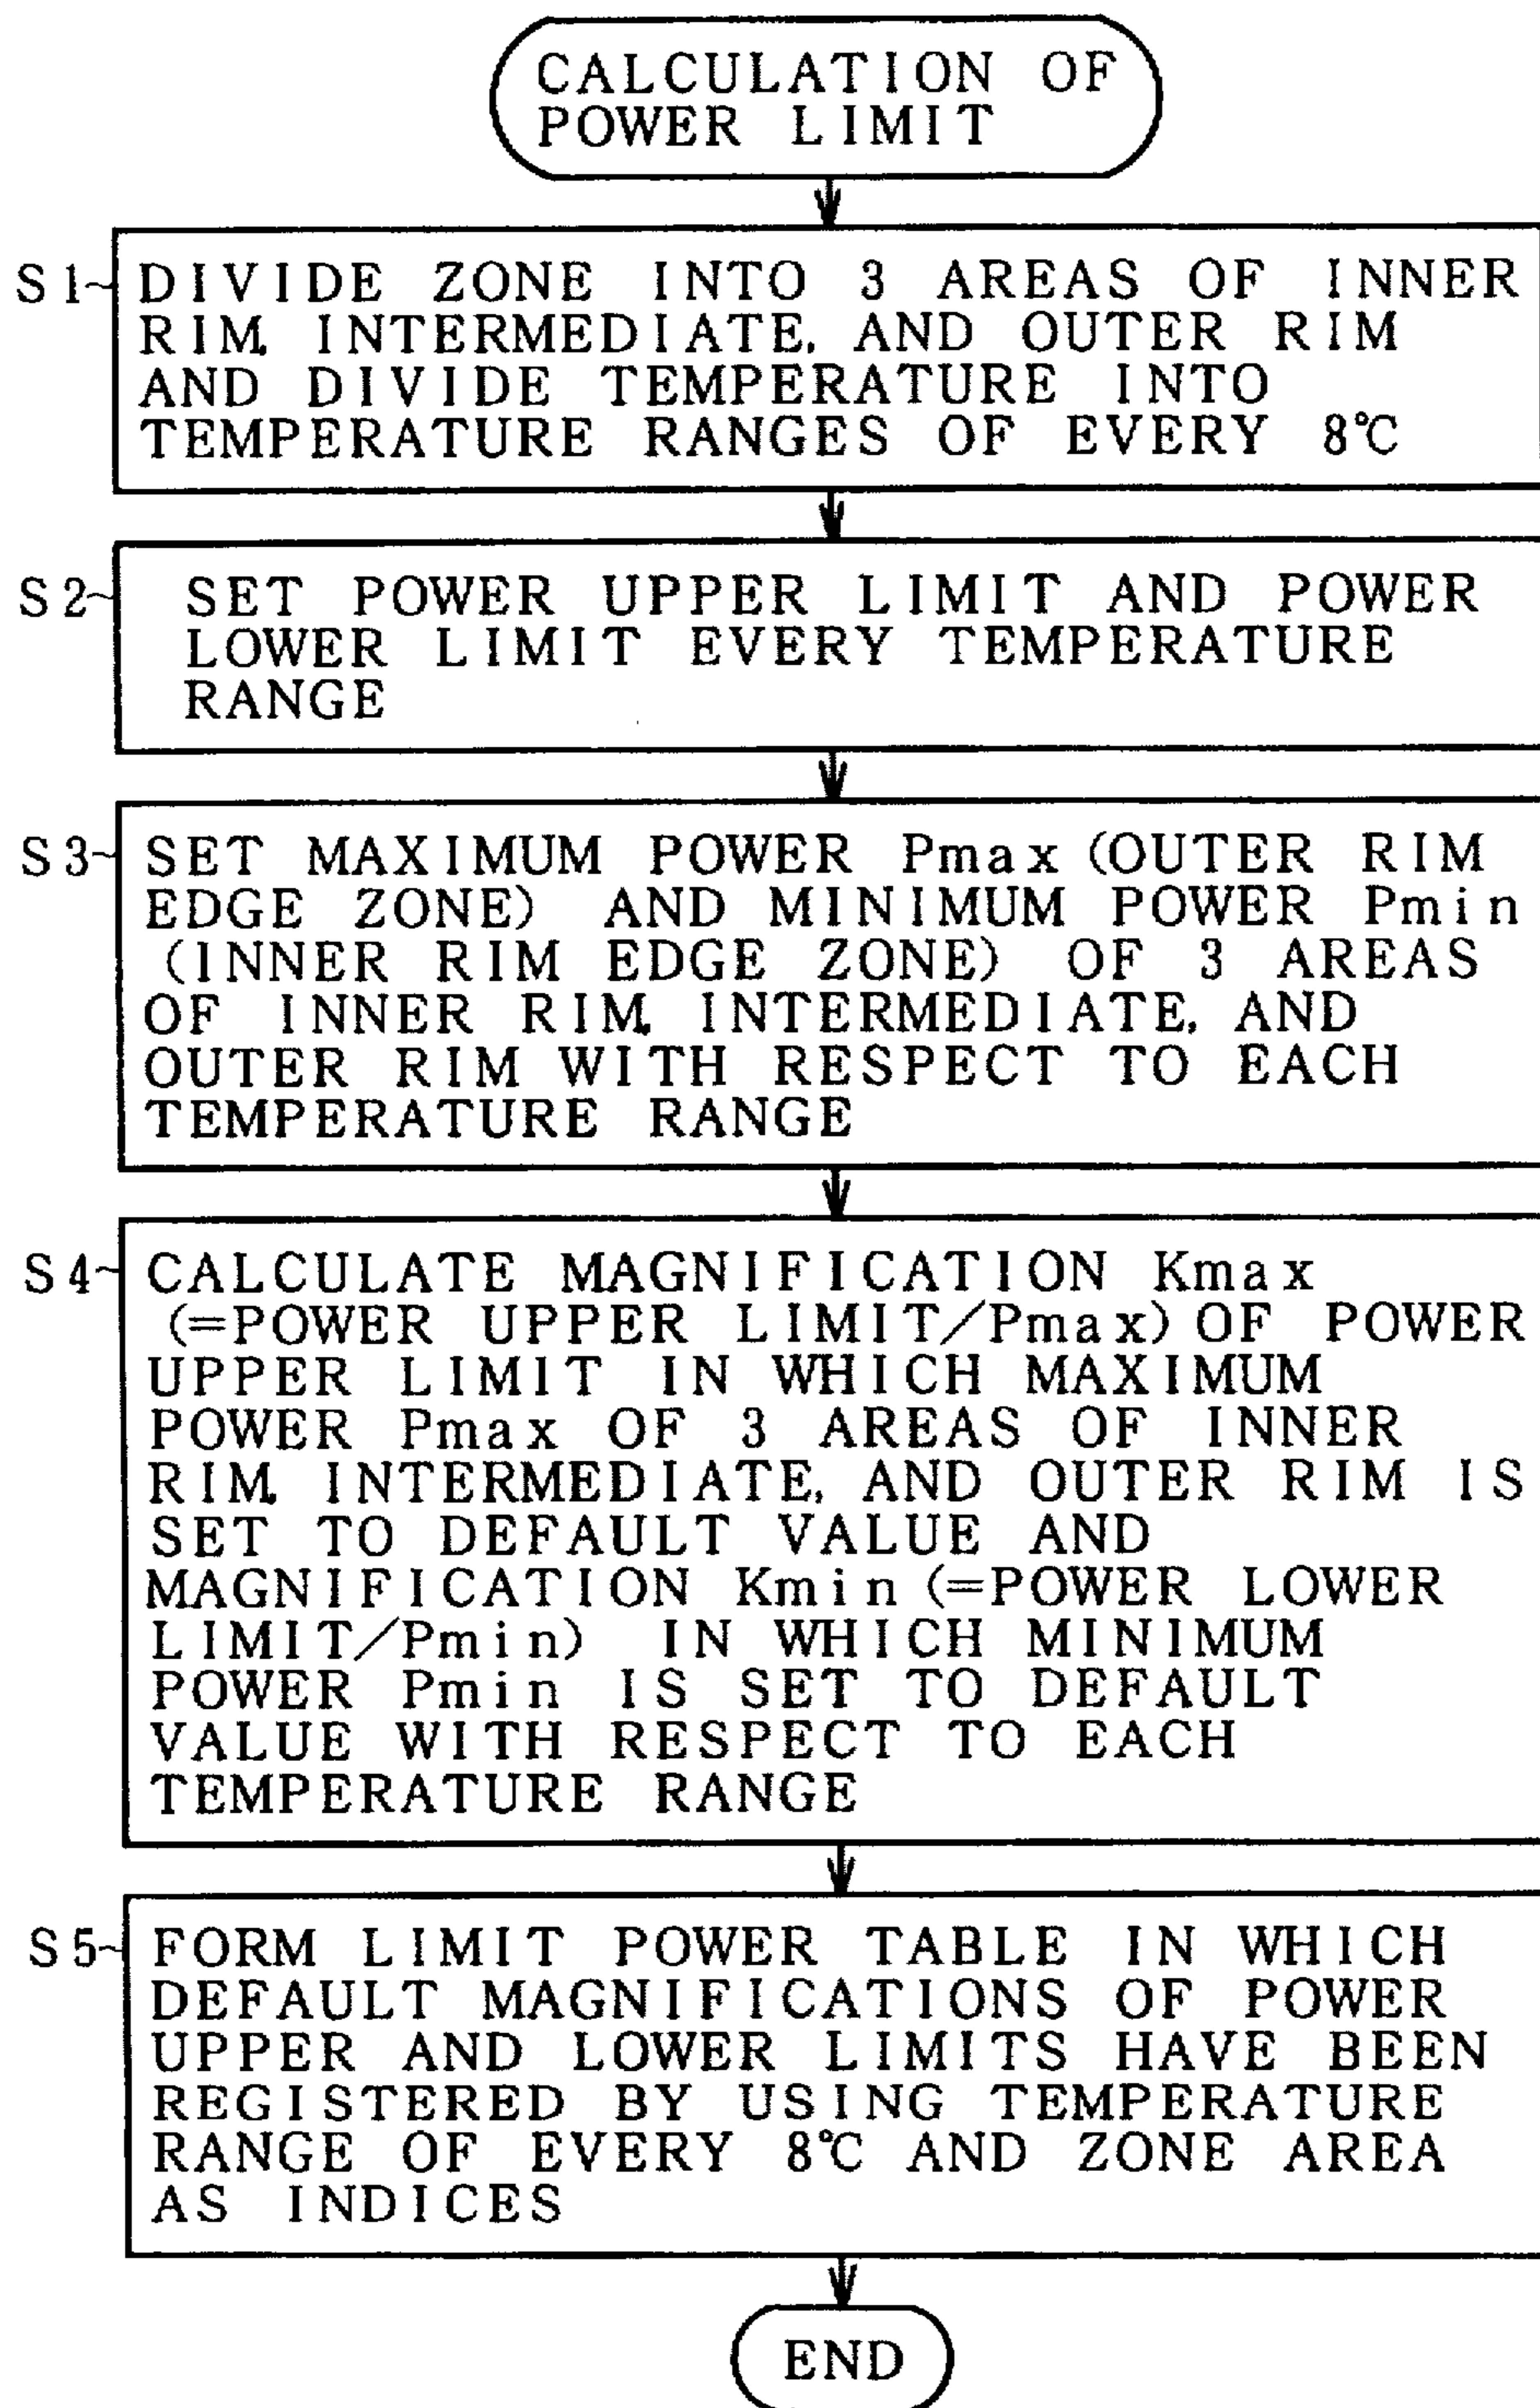 CALCULATION OF
POWER LIMIT
S1 DIVIDE ZONE INTO 3 AREAS OF INNER
RIM, INTERMEDIATE, AND OUTER RIM
AND DIVIDE TEMPERATURE INTO
TEMPERATURE RANGES OF EVERY 8℃
S2 SET POWER UPPER LIMIT AND POWER
LOWER LIMIT EVERY TEMPERATURE
RANGE
S3 SET MAXIMUM POWER Pmax (OUTER RIM
EDGE ZONE) AND MINIMUM POWER Pmin
(INNER RIM EDGE ZONE) OF 3 AREAS
OF INNER RIM, INTERMEDIATE, AND
OUTER RIM WITH RESPECT TO EACH
TEMPERATURE RANGE
S4 CALCULATE MAGNIFICATION Kmax
(=POWER UPPER LIMIT/Pmax) OF POWER
UPPER LIMIT IN WHICH MAXIMUM
POWER Pmax OF 3 AREAS OF INNER
RIM, INTERMEDIATE, AND OUTER RIM IS
SET TO DEFAULT VALUE AND
MAGNIFICATION Kmin (=POWER LOWER
LIMIT/Pmin) IN WHICH MINIMUM
POWER Pmin IS SET TO DEFAULT
VALUE WITH RESPECT TO EACH
TEMPERATURE RANGE
S5 FORM LIMIT POWER TABLE IN WHICH
DEFAULT MAGNIFICATIONS OF POWER
UPPER AND LOWER LIMITS HAVE BEEN
REGISTERED BY USING TEMPERATURE
RANGE OF EVERY 8℃ AND ZONE AREA
AS INDICES
END